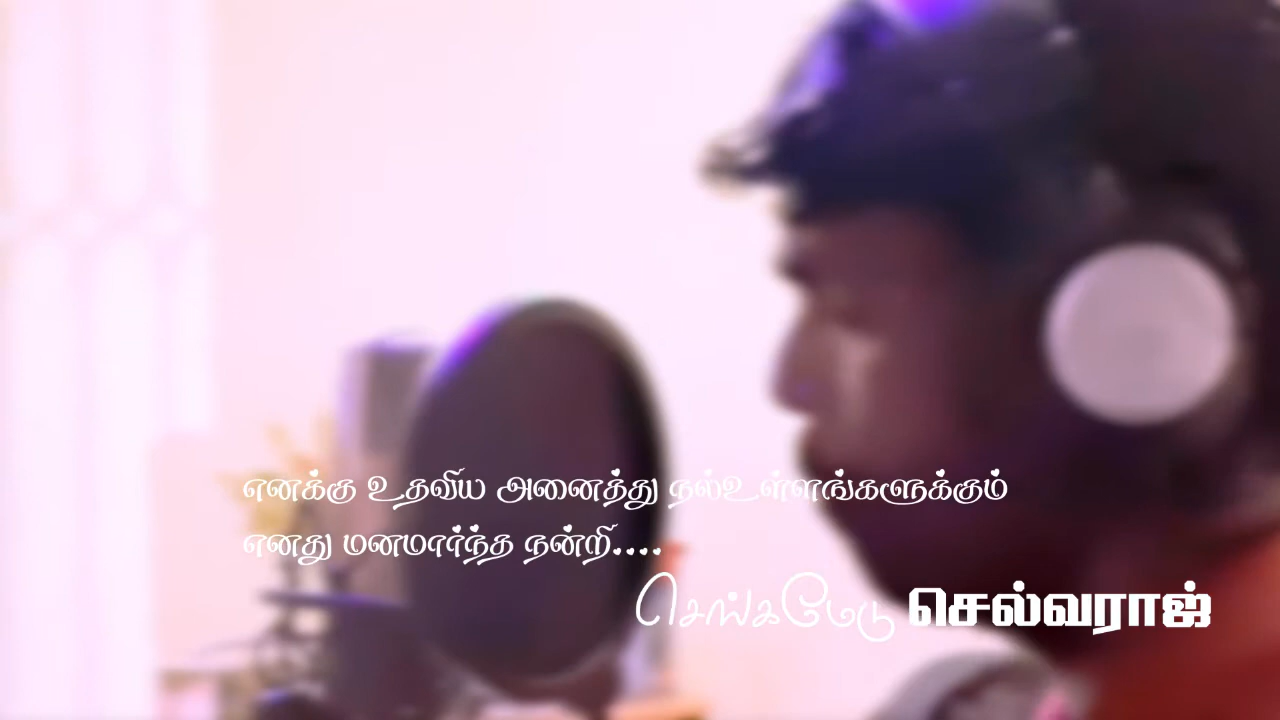 எனக்கு உதவிய அனைத்து நல்உள்ளங்களுக்கும்
எனது மனமார்ந்த நன்றி....
செங்கமேடு செல்வராஜ்